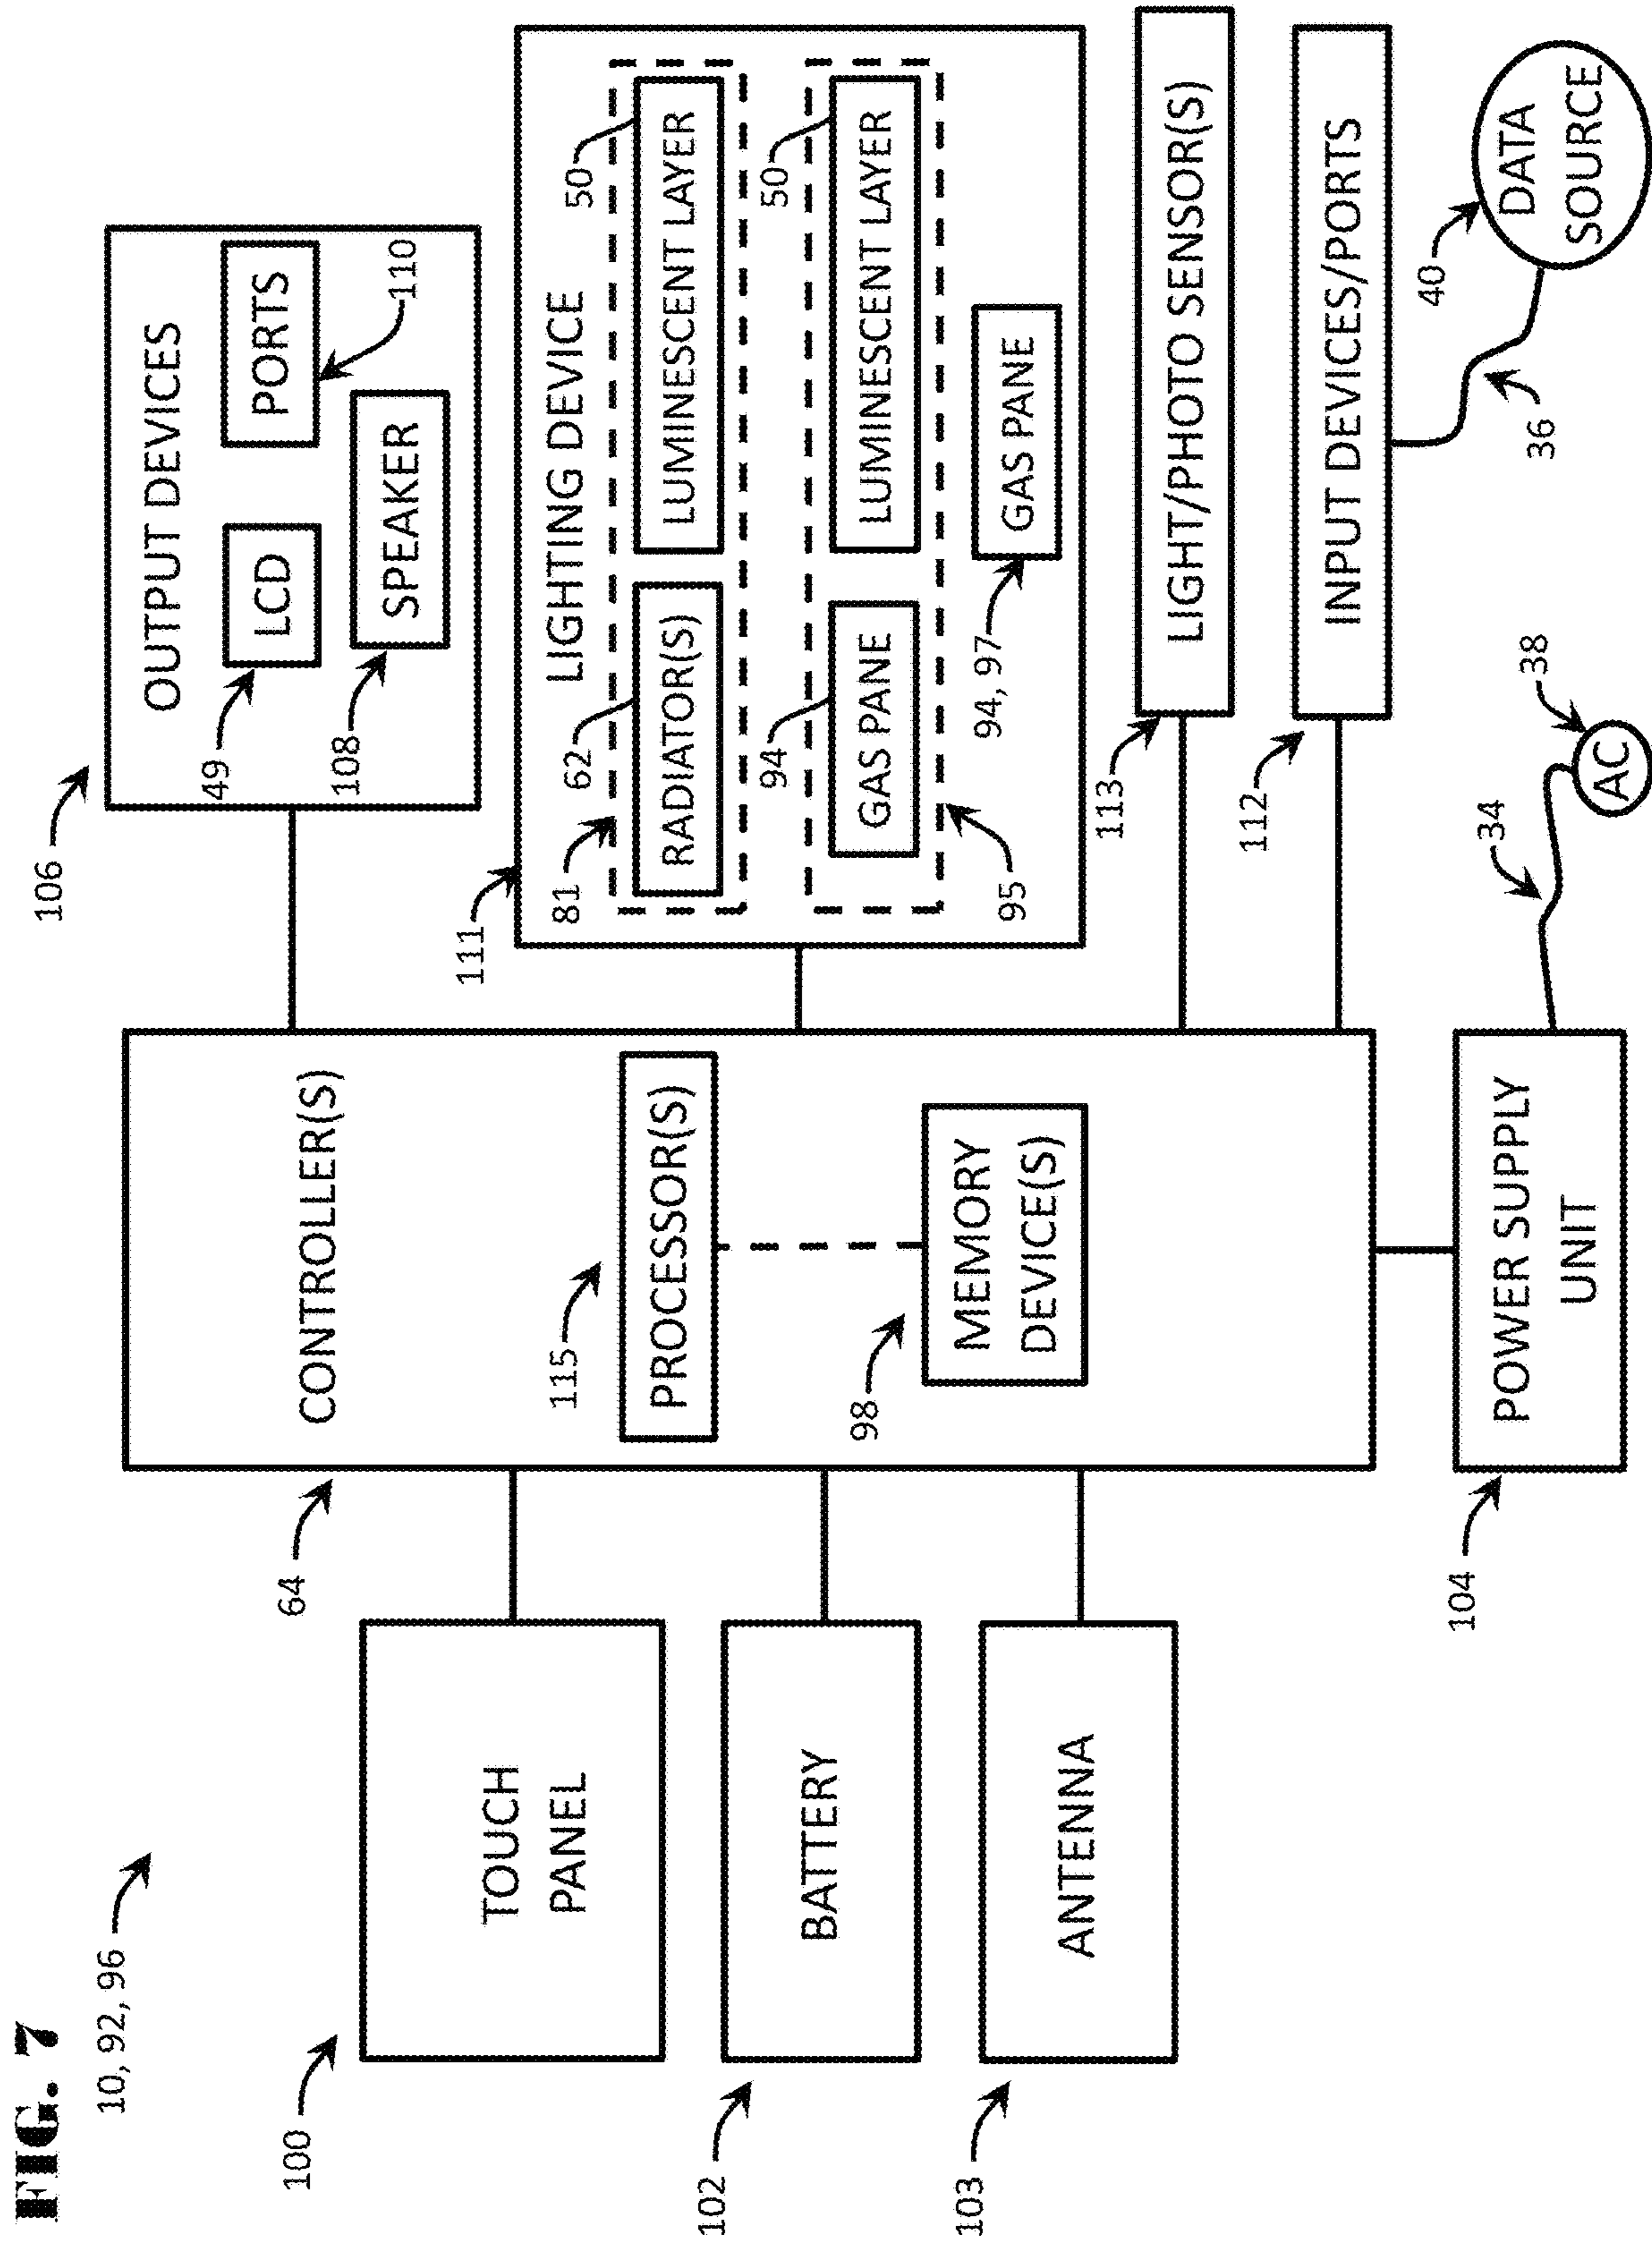 FIG. 7
10, 92, 96
100
TOUCH
PANEL
102
BATTERY
103
ANTENNA
64
CONTROLLER(S)
115
PROCESSOR(S)
98
MEMORY
DEVICE(S)
104
POWER SUPPLY
UNIT
34
38
AC
106
OUTPUT DEVICES
49
LCD
PORTS
110
108
SPEAKER
111
LIGHTING DEVICE
81
62
50
RADIATOR(S)
LUMINESCENT LAYER
94
50
GAS PANE
LUMINESCENT LAYER
95
94, 97
GAS PANE
113
LIGHT/PHOTO SENSOR(S)
112
INPUT DEVICES/PORTS
36
40
DATA
SOURCE